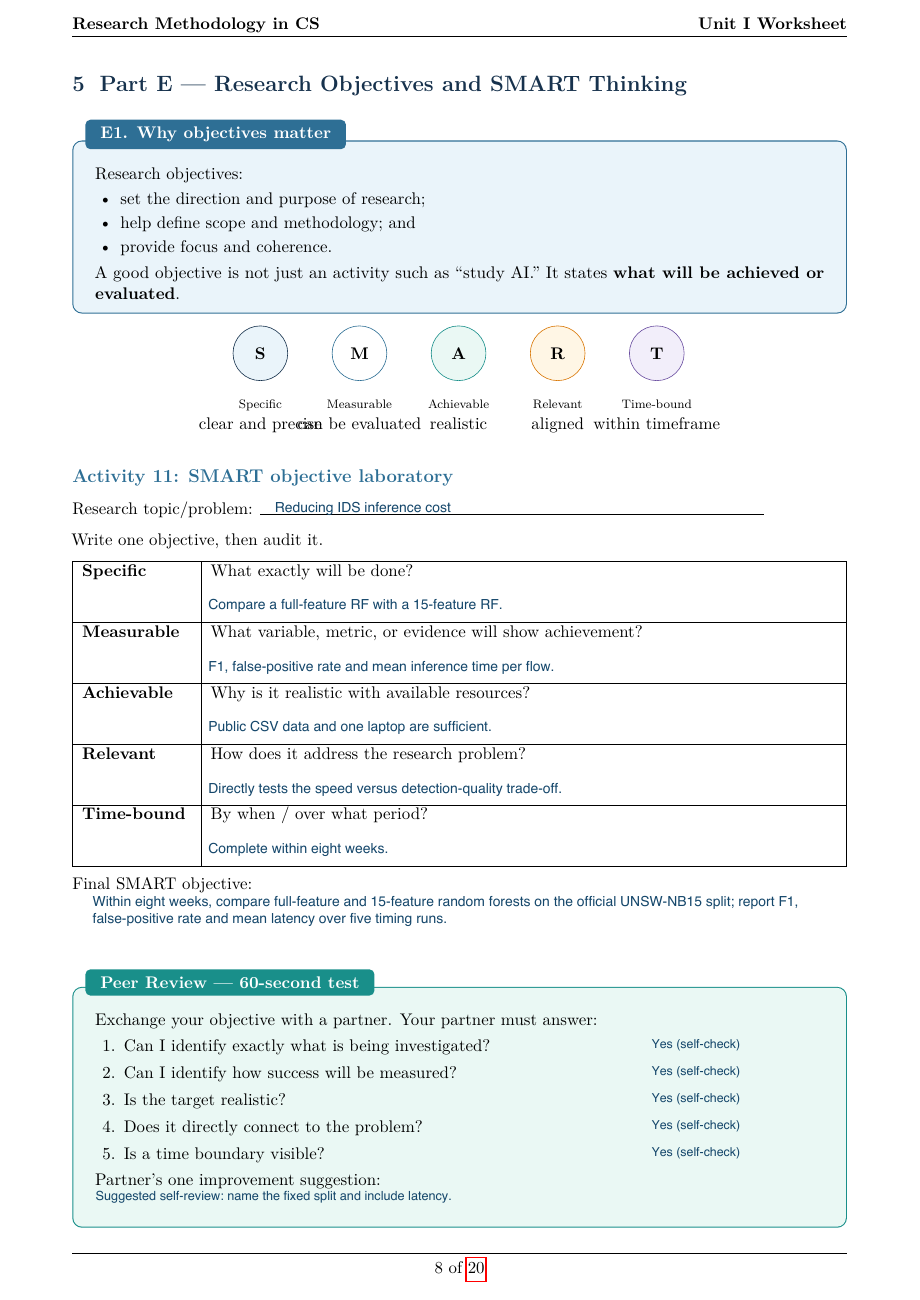 Research Methodology in CS Unit I Worksheet
5 Part E — Research Objectives and SMART Thinking
E1. Why objectives matter
Research objectives:
• set the direction and purpose of research;
• help define scope and methodology; and
• provide focus and coherence.
A good objective is not just an activity such as “study AI.” It states what will be achieved or
evaluated.
S M A R T
Specific Measurable Achievable Relevant Time-bound
clear and precise can be evaluated realistic aligned within timeframe
Activity 11: SMART objective laboratory
Research topic/problem: Reducing IDS inference cost
Write one objective, then audit it.
Specific What exactly will be done?
Compare a full-feature RF with a 15-feature RF.
Measurable What variable, metric, or evidence will show achievement?
F1, false-positive rate and mean inference time per flow.
Achievable Why is it realistic with available resources?
Public CSV data and one laptop are sufficient.
Relevant How does it address the research problem?
Directly tests the speed versus detection-quality trade-off.
Time-bound By when / over what period?
Complete within eight weeks.
Final SMART objective:
Within eight weeks, compare full-feature and 15-feature random forests on the official UNSW-NB15 split; report F1,
false-positive rate and mean latency over five timing runs.
Peer Review — 60-second test
Exchange your objective with a partner. Your partner must answer:
1. Can I identify exactly what is being investigated? Yes (self-check)
2. Can I identify how success will be measured? Yes (self-check)
3. Is the target realistic? Yes (self-check)
4. Does it directly connect to the problem? Yes (self-check)
5. Is a time boundary visible? Yes (self-check)
Partner’s one improvement suggestion:
Suggested self-review: name the fixed split and include latency.
8 of 20